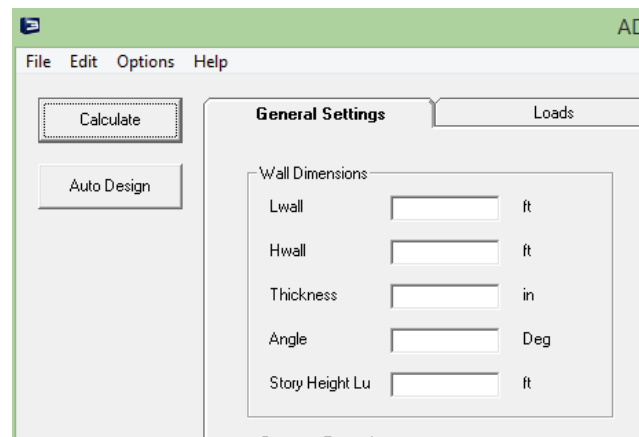 AD
File Edit Options Help
Calculate
General Settings
Loads
Auto Design
Wall Dimensions
Lwall ft
Hwall ft
Thickness in
Angle Deg
Story Height Lu ft